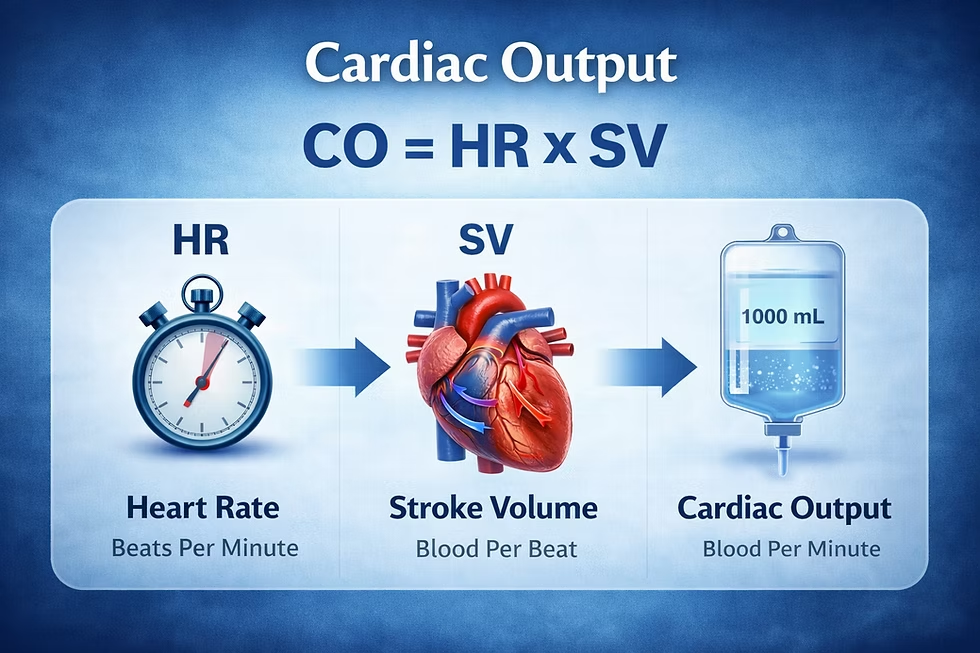 Cardiac Output
CO = HR x SV
HR
SV
1000 mL
Heart Rate
Beats Per Minute
Stroke Volume
Blood Per Beat
Cardiac Output
Blood Per Minute